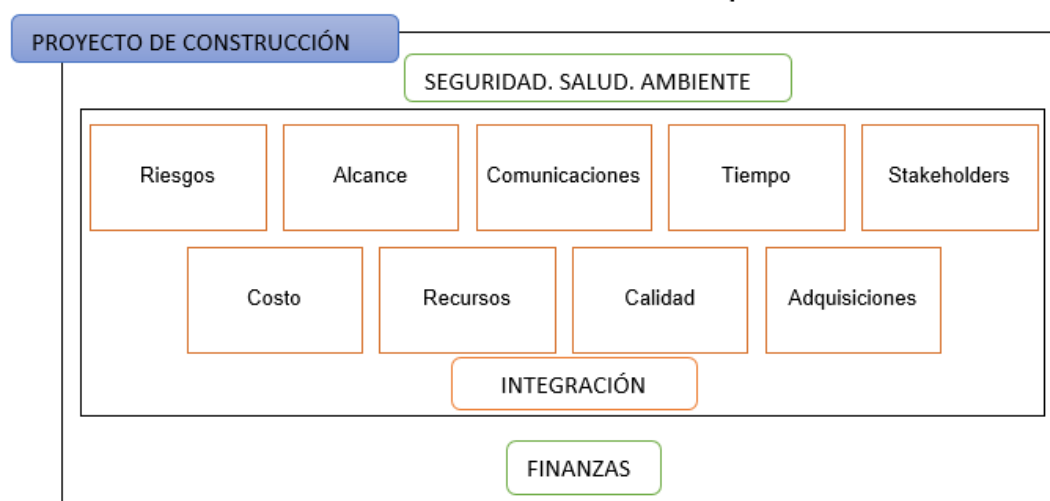 PROYECTO DE CONSTRUCCIÓN
SEGURIDAD. SALUD. AMBIENTE
Riesgos
Alcance
Comunicaciones
Tiempo
Stakeholders
Costo
Recursos
Calidad
Adquisiciones
INTEGRACIÓN
FINANZAS